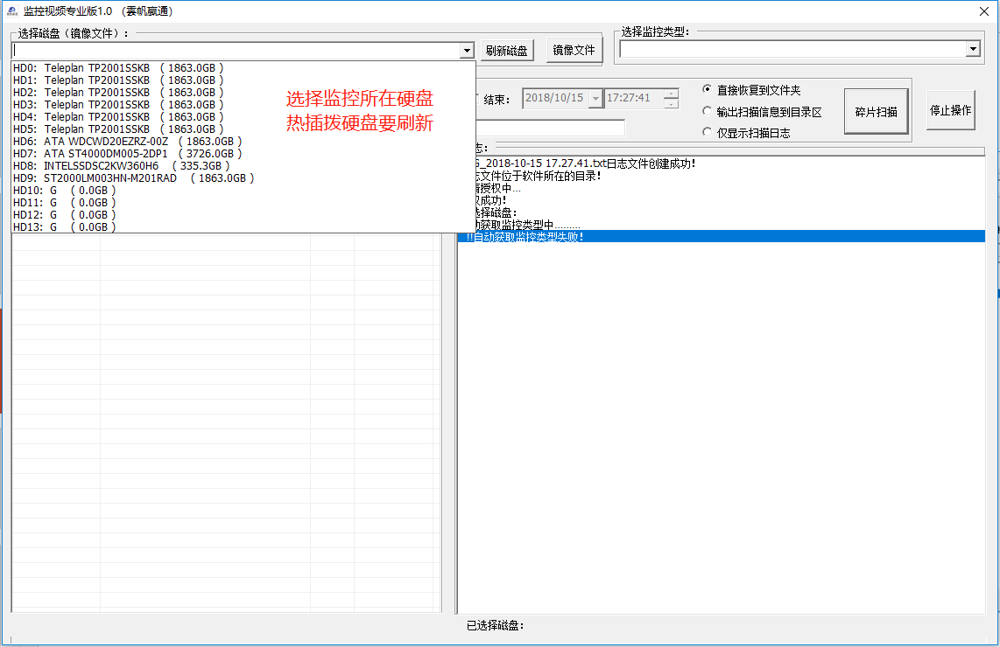 监控视频专业版1.0 （雲帆赢通）
选择磁盘（镜像文件）：
刷新磁盘
镜像文件
选择监控类型：
HD0: Teleplan TP2001SSKB ( 1863.0GB )
HD1: Teleplan TP2001SSKB ( 1863.0GB )
HD2: Teleplan TP2001SSKB ( 1863.0GB )
HD3: Teleplan TP2001SSKB ( 1863.0GB )
HD4: Teleplan TP2001SSKB ( 1863.0GB )
HD5: Teleplan TP2001SSKB ( 1863.0GB )
HD6: ATA WDCWD20EZRZ-00Z ( 1863.0GB )
HD7: ATA ST4000DM005-2DP1 ( 3726.0GB )
HD8: INTELSSDSC2KW360H6 ( 335.3GB )
HD9: ST2000LM003HN-M201RAD ( 1863.0GB )
HD10: G ( 0.0GB )
HD11: G ( 0.0GB )
HD12: G ( 0.0GB )
HD13: G ( 0.0GB )
选择监控所在硬盘
热插拨硬盘要刷新
结束：
2018/10/15
17:27:41
直接恢复到文件夹
输出扫描信息到目录区
仅显示扫描日志
碎片扫描
停止操作
志：
G_2018-10-15 17.27.41.txt日志文件创建成功!
志文件位于软件所在的目录!
请授权中...
权成功!
选择磁盘：
动获取监控类型中.........
!!自动获取监控类型失败!
已选择磁盘：